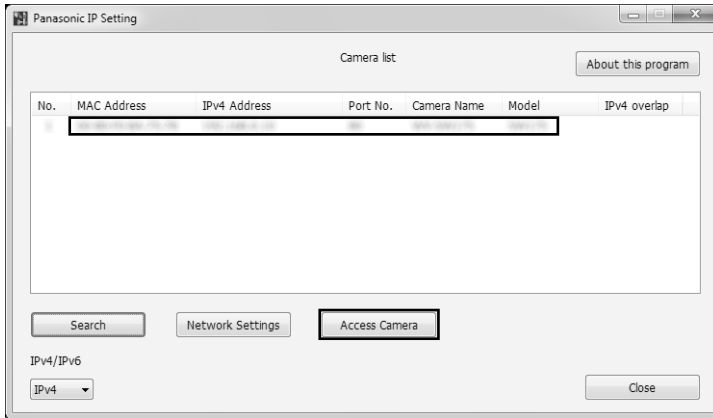 Panasonic IP Setting
Camera list
About this program
No. MAC Address IPv4 Address Port No. Camera Name Model IPv4 overlap
Search Network Settings Access Camera
IPv4/IPv6
IPv4
Close